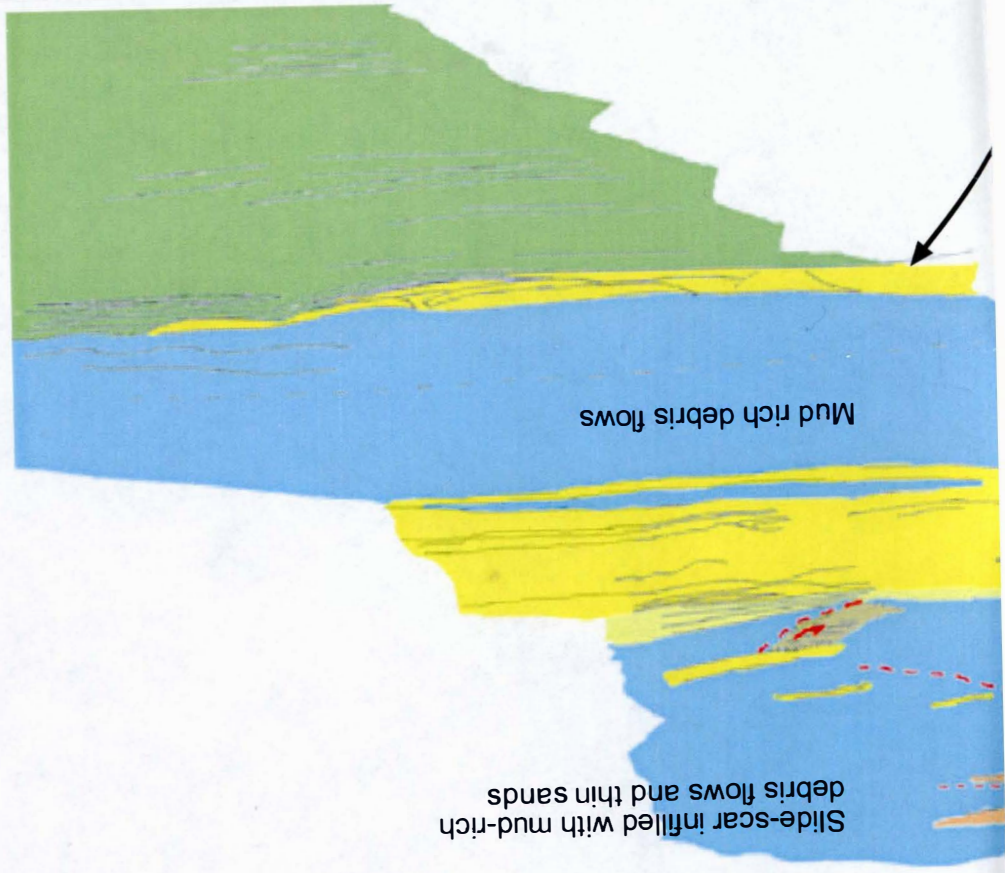 Slide-scar infilled with mud-rich
debris flows and thin sands
Mud rich debris flows